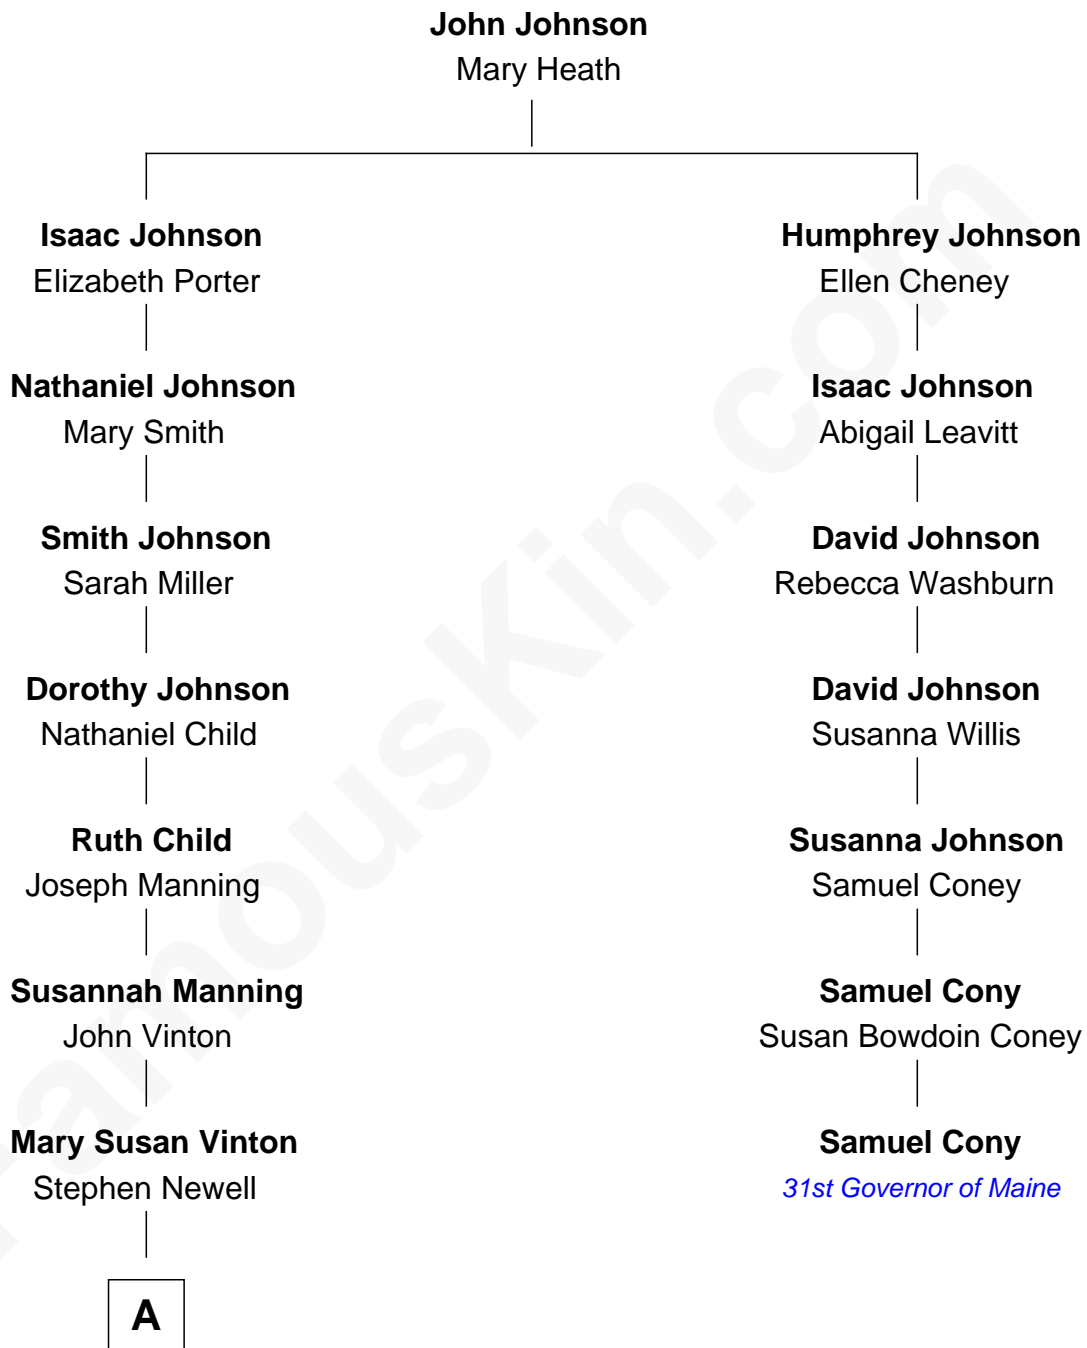 John Johnson
Mary Heath
Isaac Johnson
Elizabeth Porter
Humphrey Johnson
Ellen Cheney
Nathaniel Johnson
Mary Smith
Isaac Johnson
Abigail Leavitt
Smith Johnson
Sarah Miller
David Johnson
Rebecca Washburn
Dorothy Johnson
Nathaniel Child
David Johnson
Susanna Willis
Ruth Child
Joseph Manning
Susanna Johnson
Samuel Coney
Susannah Manning
John Vinton
Samuel Cony
Susan Bowdoin Coney
Mary Susan Vinton
Stephen Newell
Samuel Cony
31st Governor of Maine
A
FamousKin.com